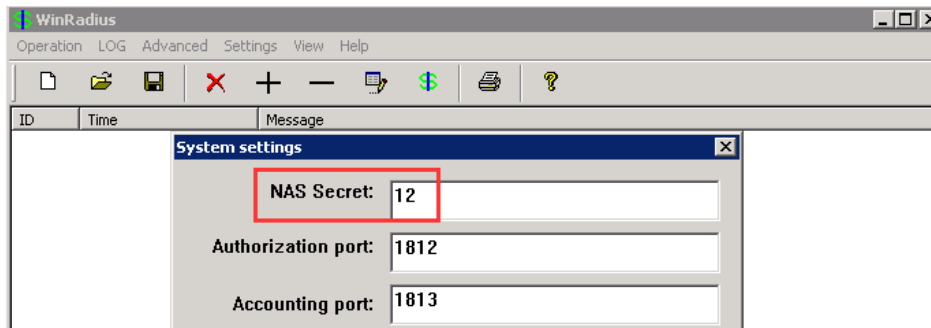 WinRadius
Operation LOG Advanced Settings View Help
ID Time Message
System settings
NAS Secret: 12
Authorization port: 1812
Accounting port: 1813